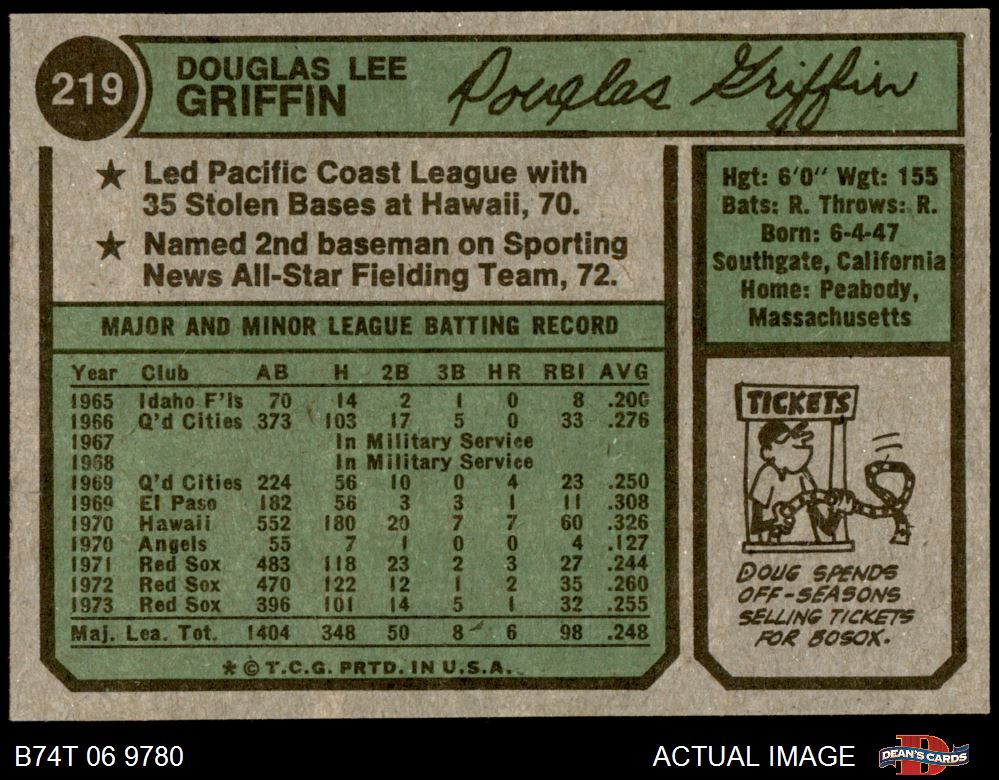 219
DOUGLAS LEE
GRIFFIN
Douglas Griffin
★ Led Pacific Coast League with
35 Stolen Bases at Hawaii, 70.
★ Named 2nd baseman on Sporting
News All-Star Fielding Team, 72.
MAJOR AND MINOR LEAGUE BATTING RECORD
Year Club AB H 2B 3B HR RBI AVG
1965 Idaho F'ls 70 14 2 1 0 8 .200
1966 Q'd Cities 373 103 17 5 0 33 .276
1967 In Military Service
1968 In Military Service
1969 Q'd Cities 224 56 10 0 4 23 .250
1969 El Paso 182 56 3 3 1 11 .308
1970 Hawaii 552 180 20 7 7 60 .326
1970 Angels 55 7 1 0 0 4 .127
1971 Red Sox 483 118 23 2 3 27 .244
1972 Red Sox 470 122 12 1 2 35 .260
1973 Red Sox 396 101 14 5 1 32 .255
Maj. Lea. Tot. 1404 348 50 8 6 98 .248
* © T.C.G. PRTD. IN U.S.A.
Hgt: 6'0" Wgt: 155
Bats: R. Throws: R.
Born: 6-4-47
Southgate, California
Home: Peabody,
Massachusetts
TICKETS
DOUG SPENDS
OFF-SEASONS
SELLING TICKETS
FOR BOSOX.
B74T 06 9780
ACTUAL IMAGE
DEAN'S CARDS